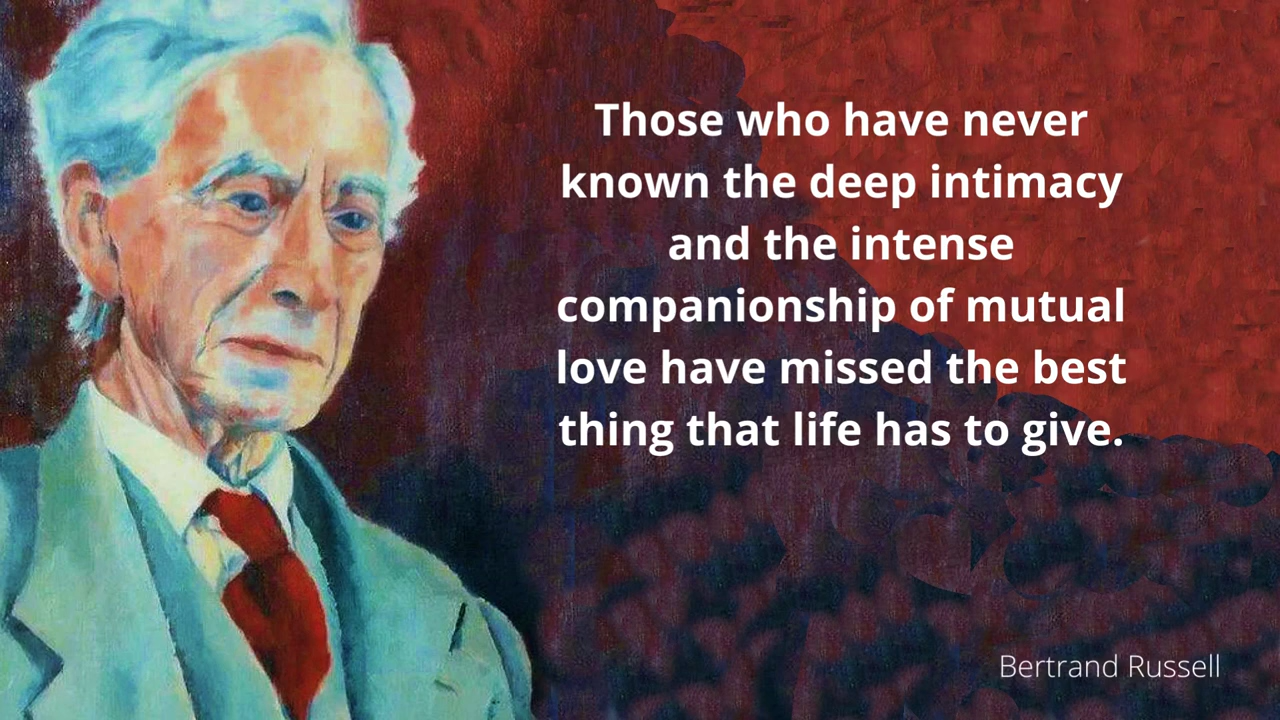 Those who have never
known the deep intimacy
and the intense
companionship of mutual
love have missed the best
thing that life has to give.
Bertrand Russell